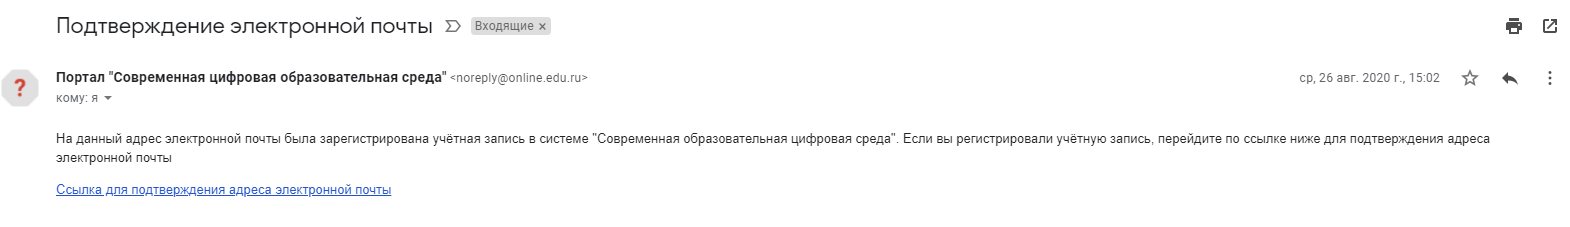 Подтверждение электронной почты Входящие ×
Портал "Современная цифровая образовательная среда" <noreply@online.edu.ru> ср, 26 авг. 2020 г., 15:02
?
кому: я
На данный адрес электронной почты была зарегистрирована учётная запись в системе "Современная образовательная цифровая среда". Если вы регистрировали учётную запись, перейдите по ссылке ниже для подтверждения адреса
электронной почты
Ссылка для подтверждения адреса электронной почты